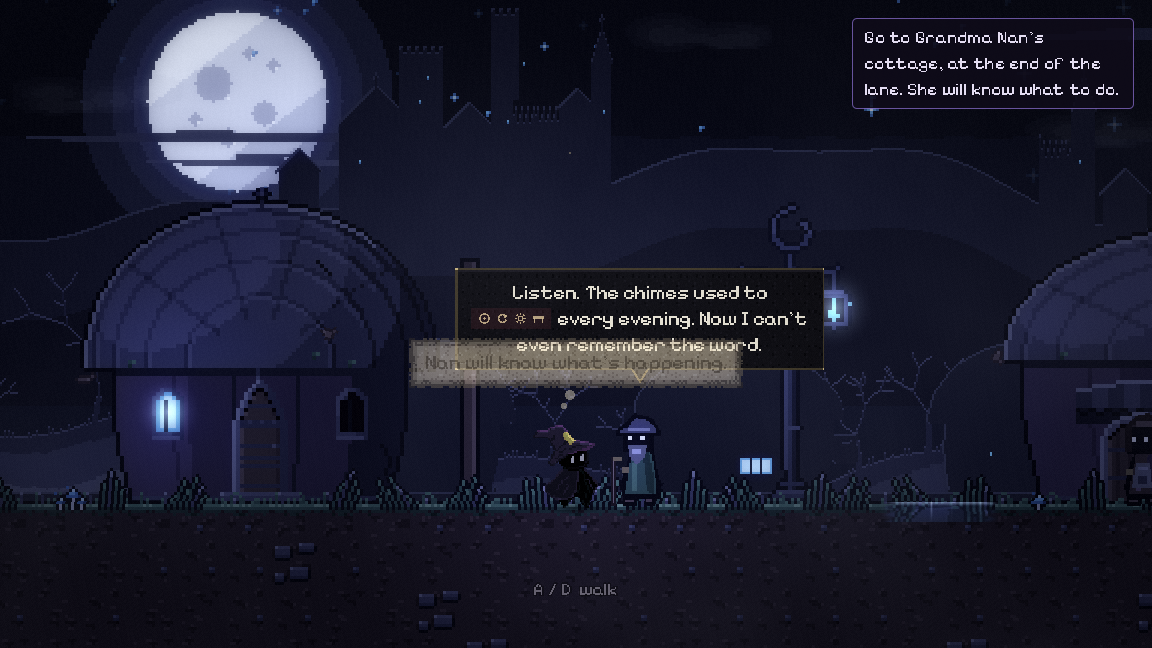 Go to Grandma Nan's
cottage, at the end of the
lane. She will know what to do.
Listen. The chimes used to
every evening. Now I can't
even remember the word.
Nan will know what's happening.
A / D walk